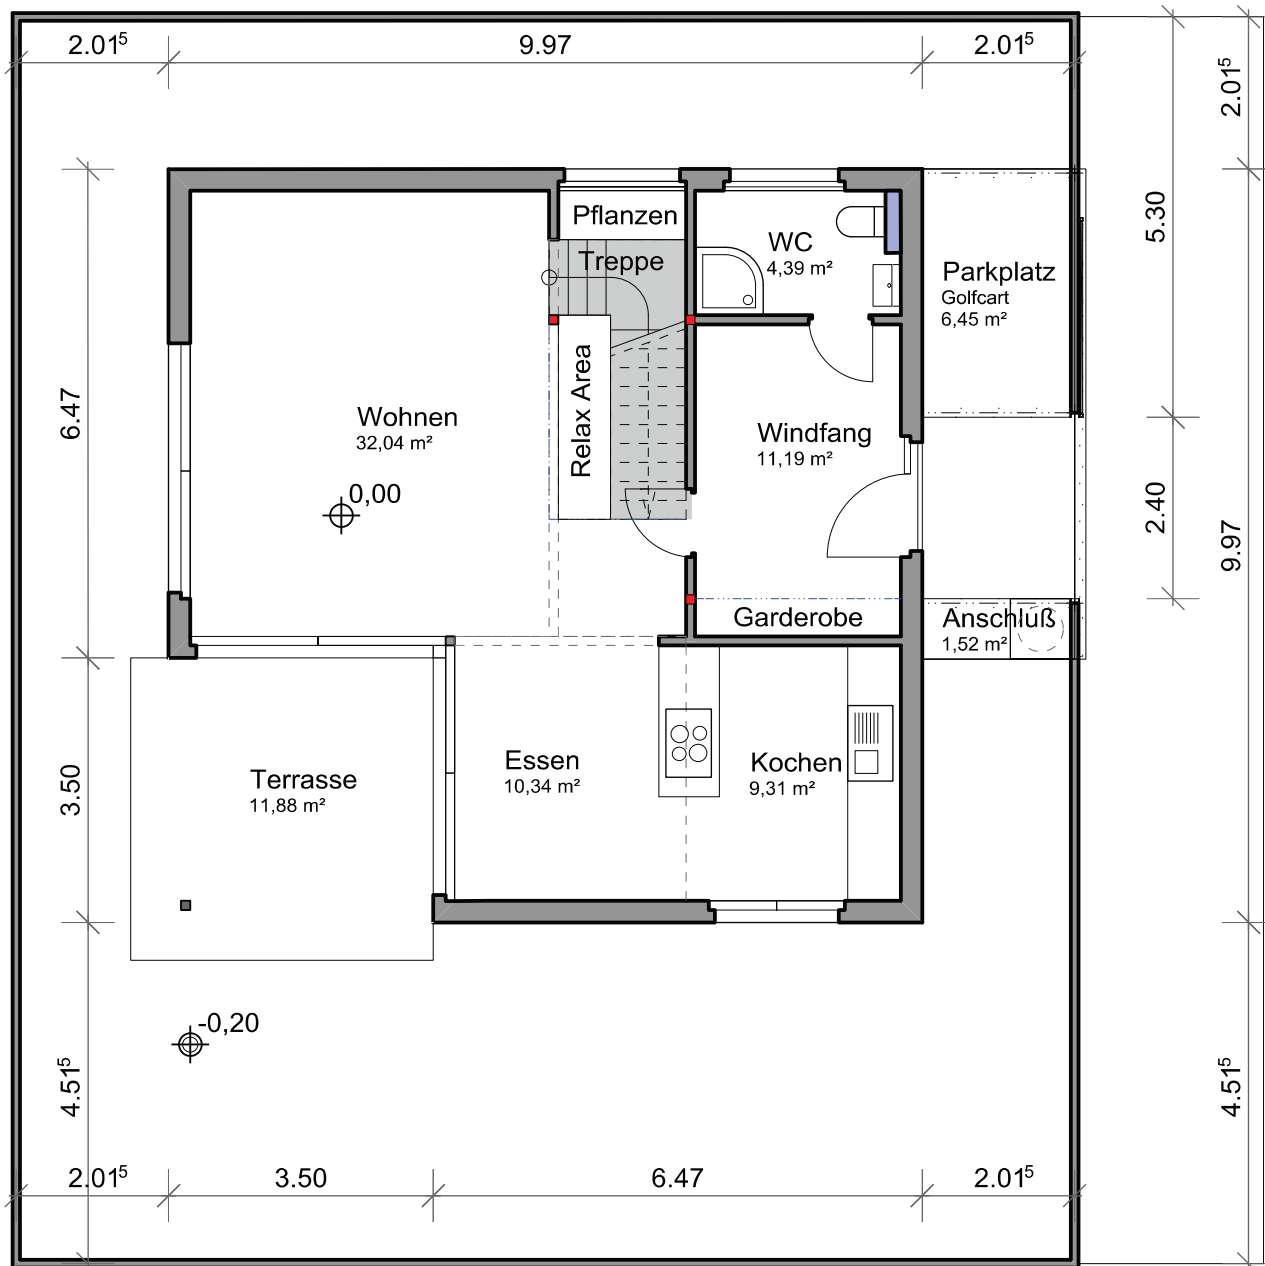 2.01⁵
9.97
2.01⁵
2.01⁵
5.30
Pflanzen
Treppe
WC
4,39 m²
Parkplatz
Golfcart
6,45 m²
6.47
Relax Area
Wohnen
32,04 m²
Windfang
11,19 m²
0,00
2.40
9.97
Garderobe
Anschluß
1,52 m²
3.50
Terrasse
11,88 m²
Essen
10,34 m²
Kochen
9,31 m²
-0,20
4.51⁵
4.51⁵
2.01⁵
3.50
6.47
2.01⁵